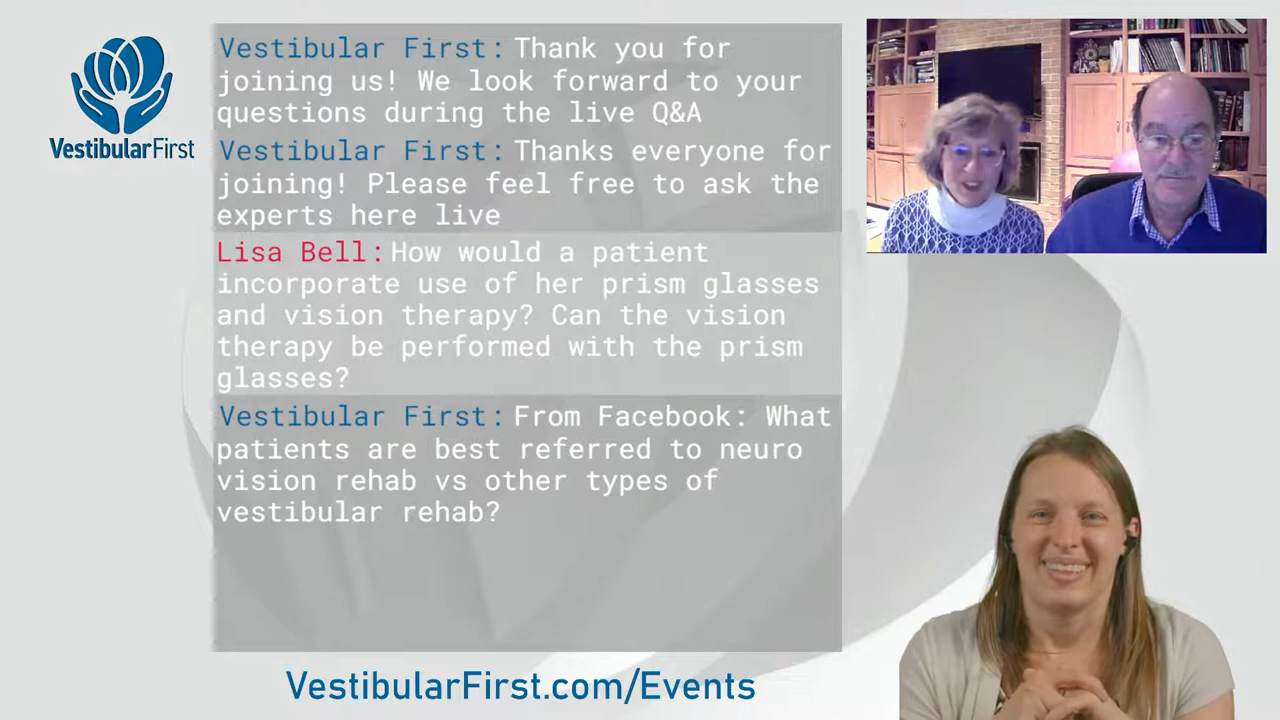 VestibularFirst
Vestibular First: Thank you for
joining us! We look forward to your
questions during the live Q&A
Vestibular First: Thanks everyone for
joining! Please feel free to ask the
experts here live
Lisa Bell: How would a patient
incorporate use of her prism glasses
and vision therapy? Can the vision
therapy be performed with the prism
glasses?
Vestibular First: From Facebook: What
patients are best referred to neuro
vision rehab vs other types of
vestibular rehab?
VestibularFirst.com/Events